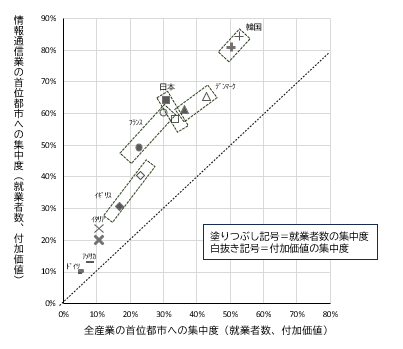 情報通信業の首位都市への集中度（就業者数、付加価値）
90%
80%
70%
60%
50%
40%
30%
20%
10%
0%
韓国
日本
デンマーク
フランス
イギリス
イタリア
アメリカ
ドイツ
塗りつぶし記号＝就業者数の集中度
白抜き記号＝付加価値の集中度
0% 10% 20% 30% 40% 50% 60% 70% 80%
全産業の首位都市への集中度（就業者数、付加価値）